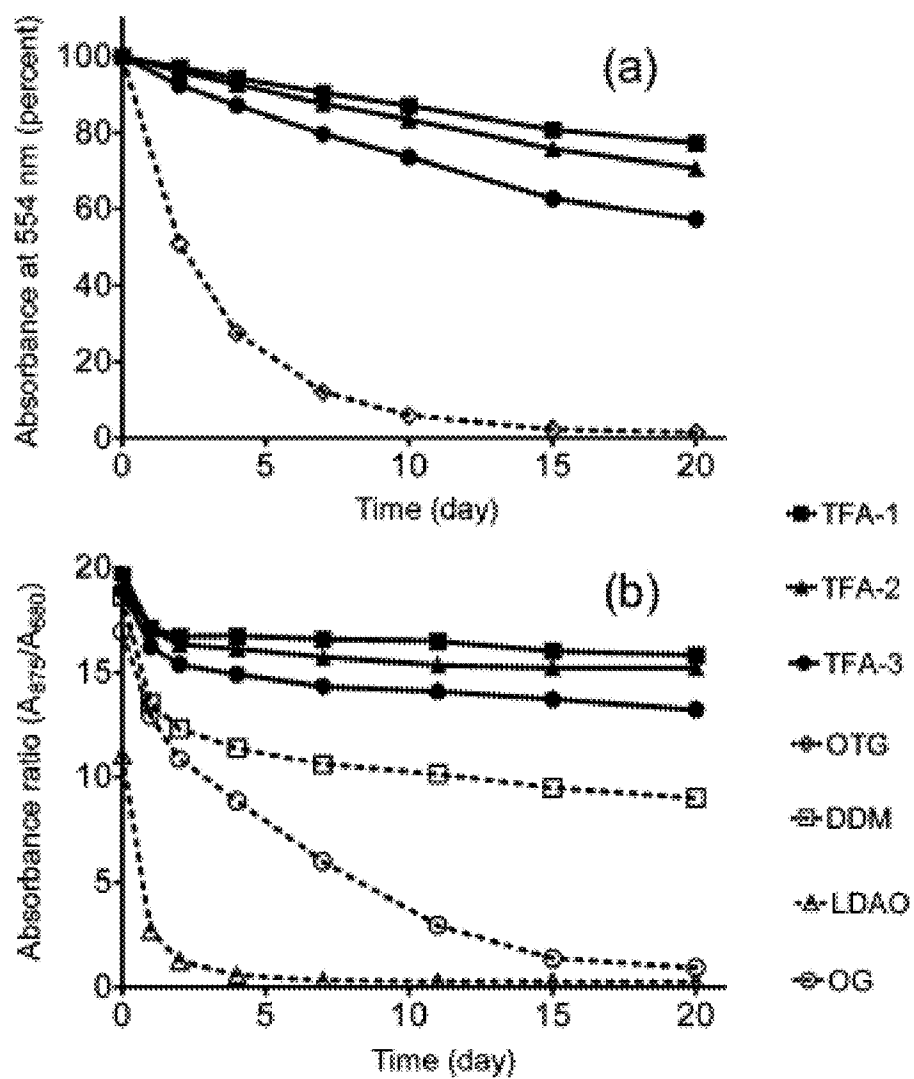 (a)
Absorbance at 554 nm (percent)
100
80
60
40
20
0
0 5 10 15 20
Time (day)
(b)
Absorbance ratio (A875/A680)
20
15
10
5
0
0 5 10 15 20
Time (day)
TFA-1
TFA-2
TFA-3
OTG
DDM
LDAO
OG